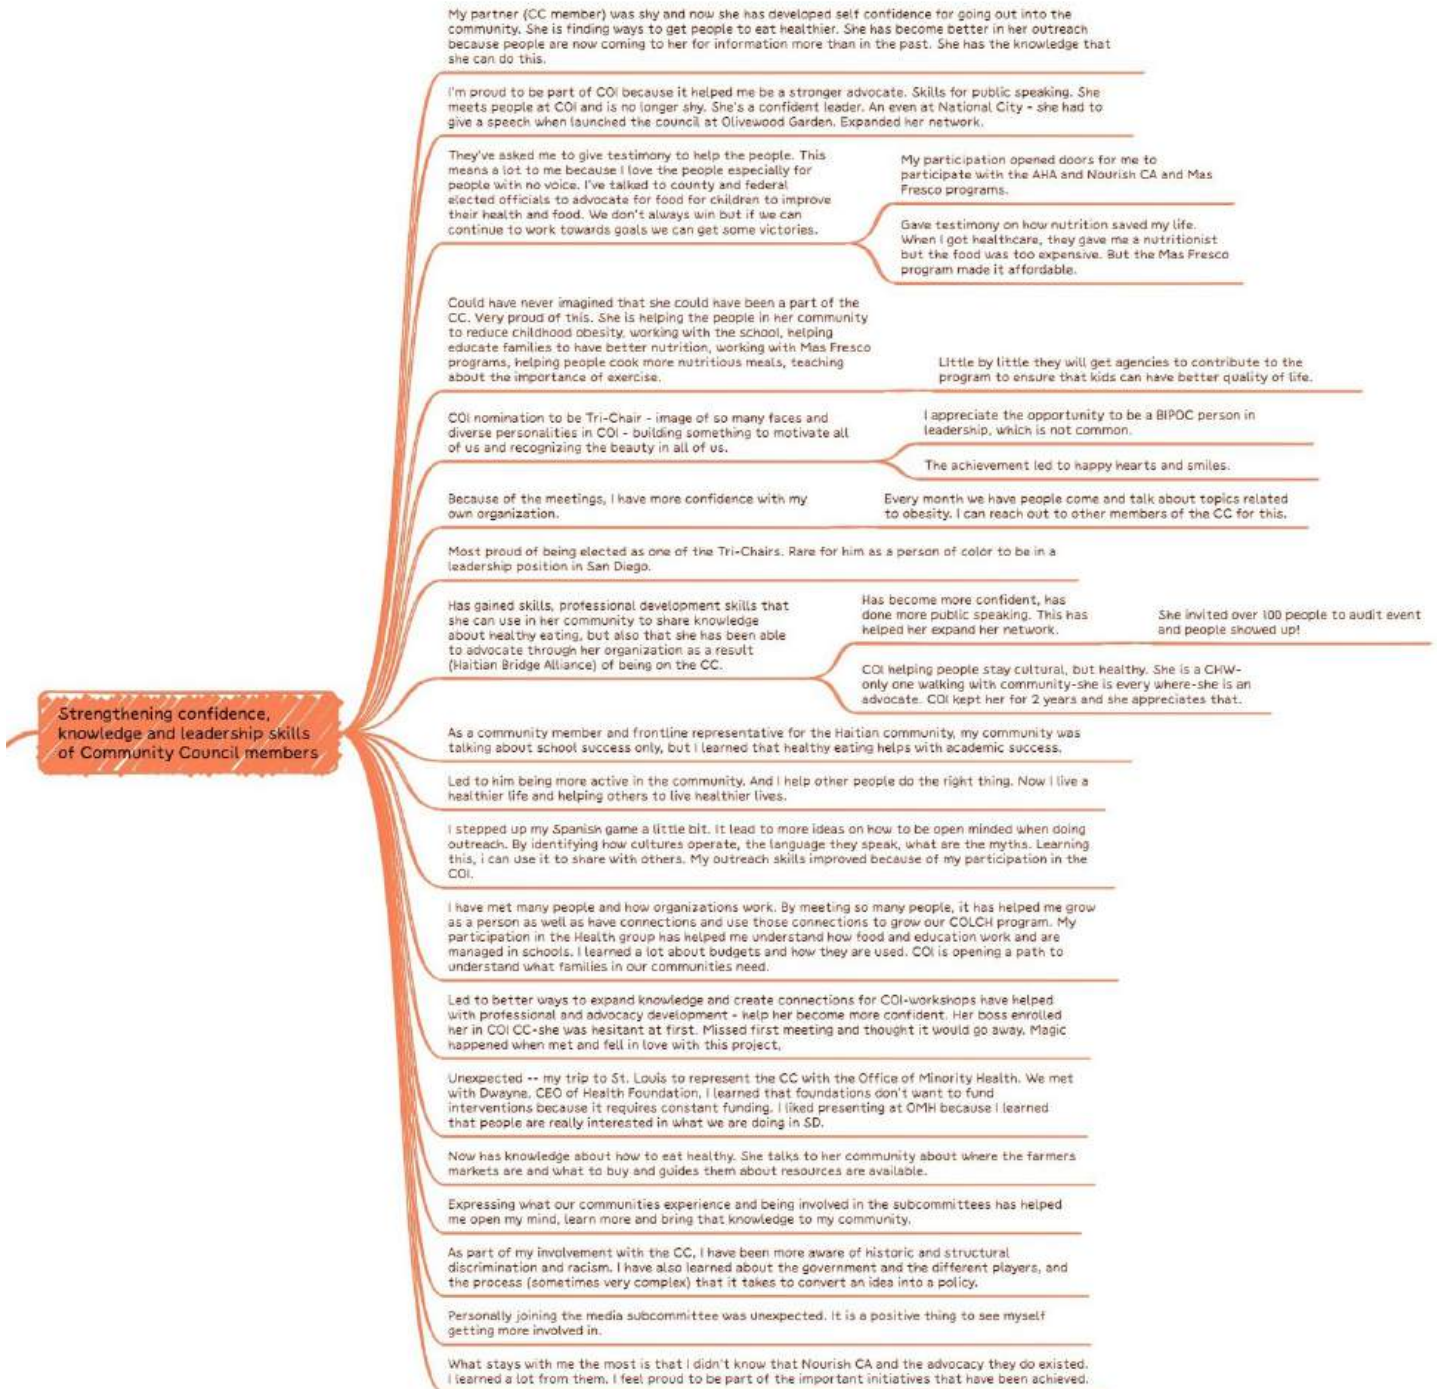 My partner (CC member) was shy and now she has developed self confidence for going out into the
community. She is finding ways to get people to eat healthier. She has become better in her outreach
because people are now coming to her for information more than in the past. She has the knowledge that
she can do this.
I'm proud to be part of COI because it helped me be a stronger advocate. Skills for public speaking. She
meets people at COI and is no longer shy. She's a confident leader. An even at National City - she had to
give a speech when launched the council at Olivewood Garden. Expanded her network.
They've asked me to give testimony to help the people. This
means a lot to me because I love the people especially for
people with no voice. I've talked to county and federal
elected officials to advocate for food for children to improve
their health and food. We don't always win but if we can
continue to work towards goals we can get some victories.
My participation opened doors for me to
participate with the AHA and Nourish CA and Mas
Fresco programs.
Gave testimony on how nutrition saved my life.
When I got healthcare, they gave me a nutritionist
but the food was too expensive. But the Mas Fresco
program made it affordable.
Could have never imagined that she could have been a part of the
CC. Very proud of this. She is helping the people in her community
to reduce childhood obesity, working with the school, helping
educate families to have better nutrition, working with Mas Fresco
programs, helping people cook more nutritious meals, teaching
about the importance of exercise.
Little by little they will get agencies to contribute to the
program to ensure that kids can have better quality of life.
COI nomination to be Tri-Chair - image of so many faces and
diverse personalities in COI - building something to motivate all
of us and recognizing the beauty in all of us.
I appreciate the opportunity to be a BIPOC person in
leadership, which is not common.
The achievement led to happy hearts and smiles.
Because of the meetings, I have more confidence with my
own organization.
Every month we have people come and talk about topics related
to obesity. I can reach out to other members of the CC for this.
Most proud of being elected as one of the Tri-Chairs. Rare for him as a person of color to be in a
leadership position in San Diego.
Has gained skills, professional development skills that
she can use in her community to share knowledge
about healthy eating, but also that she has been able
to advocate through her organization as a result
(Haitian Bridge Alliance) of being on the CC.
Has become more confident, has
done more public speaking. This has
helped her expand her network.
She invited over 100 people to audit event
and people showed up!
COI helping people stay cultural, but healthy. She is a CHW-
only one walking with community-she is every where-she is an
advocate. COI kept her for 2 years and she appreciates that.
Strengthening confidence,
knowledge and leadership skills
of Community Council members
As a community member and frontline representative for the Haitian community, my community was
talking about school success only, but I learned that healthy eating helps with academic success.
Led to him being more active in the community. And I help other people do the right thing. Now I live a
healthier life and helping others to live healthier lives.
I stepped up my Spanish game a little bit. It lead to more ideas on how to be open minded when doing
outreach. By identifying how cultures operate, the language they speak, what are the myths. Learning
this, i can use it to share with others. My outreach skills improved because of my participation in the
COI.
I have met many people and how organizations work. By meeting so many people, it has helped me grow
as a person as well as have connections and use those connections to grow our COLCH program. My
participation in the Health group has helped me understand how food and education work and are
managed in schools. I learned a lot about budgets and how they are used. COI is opening a path to
understand what families in our communities need.
Led to better ways to expand knowledge and create connections for COI-workshops have helped
with professional and advocacy development - help her become more confident. Her boss enrolled
her in COI CC-she was hesitant at first. Missed first meeting and thought it would go away. Magic
happened when met and fell in love with this project.
Unexpected -- my trip to St. Louis to represent the CC with the Office of Minority Health. We met
with Dwayne, CEO of Health Foundation, I learned that foundations don't want to fund
interventions because it requires constant funding. I liked presenting at OMH because I learned
that people are really interested in what we are doing in SD.
Now has knowledge about how to eat healthy. She talks to her community about where the farmers
markets are and what to buy and guides them about resources are available.
Expressing what our communities experience and being involved in the subcommittees has helped
me open my mind, learn more and bring that knowledge to my community.
As part of my involvement with the CC, I have been more aware of historic and structural
discrimination and racism. I have also learned about the government and the different players, and
the process (sometimes very complex) that it takes to convert an idea into a policy.
Personally joining the media subcommittee was unexpected. It is a positive thing to see myself
getting more involved in.
What stays with me the most is that I didn't know that Nourish CA and the advocacy they do existed.
I learned a lot from them. I feel proud to be part of the important initiatives that have been achieved.